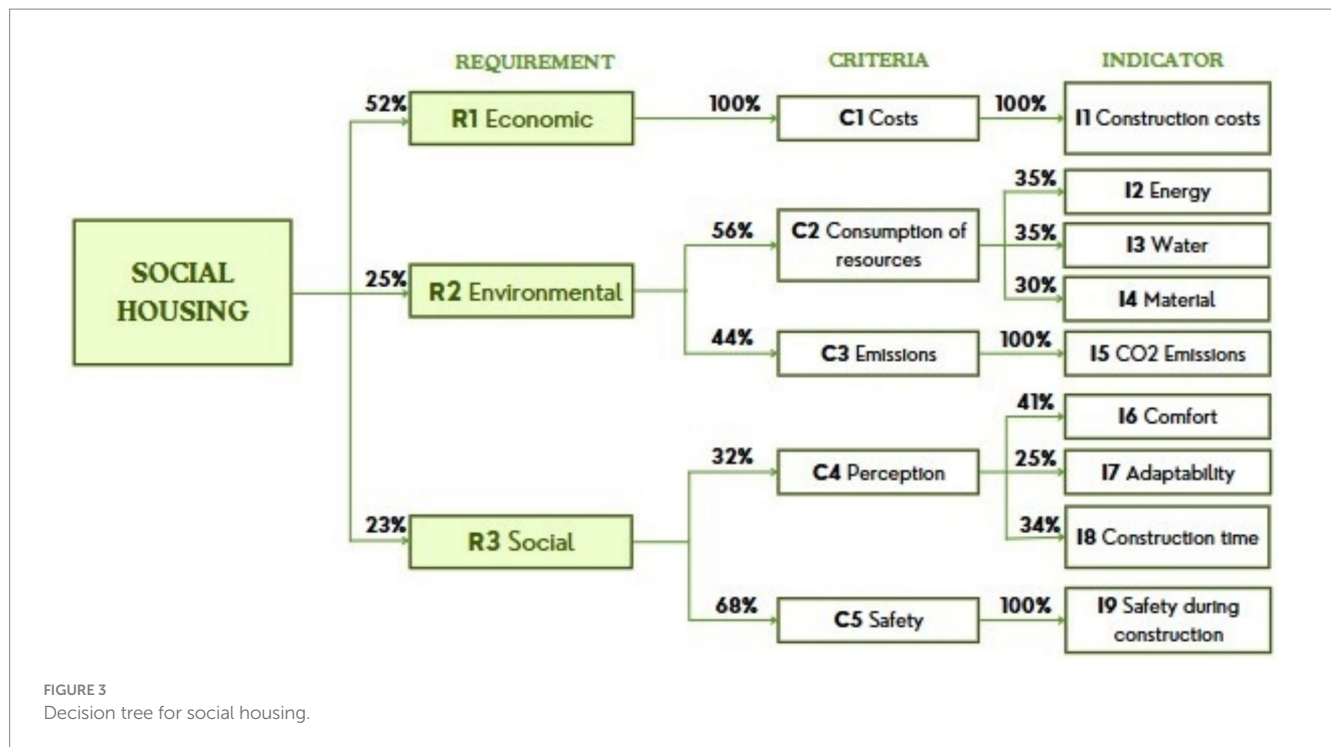 REQUIREMENT
CRITERIA
INDICATOR
52%
R1 Economic
100%
C1 Costs
100%
I1 Construction costs
SOCIAL
HOUSING
25%
R2 Environmental
56%
C2 Consumption of
resources
35%
I2 Energy
35%
I3 Water
30%
I4 Material
44%
C3 Emissions
100%
I5 CO2 Emissions
23%
R3 Social
32%
C4 Perception
41%
I6 Comfort
25%
I7 Adaptability
34%
I8 Construction time
68%
C5 Safety
100%
I9 Safety during
construction
FIGURE 3
Decision tree for social housing.